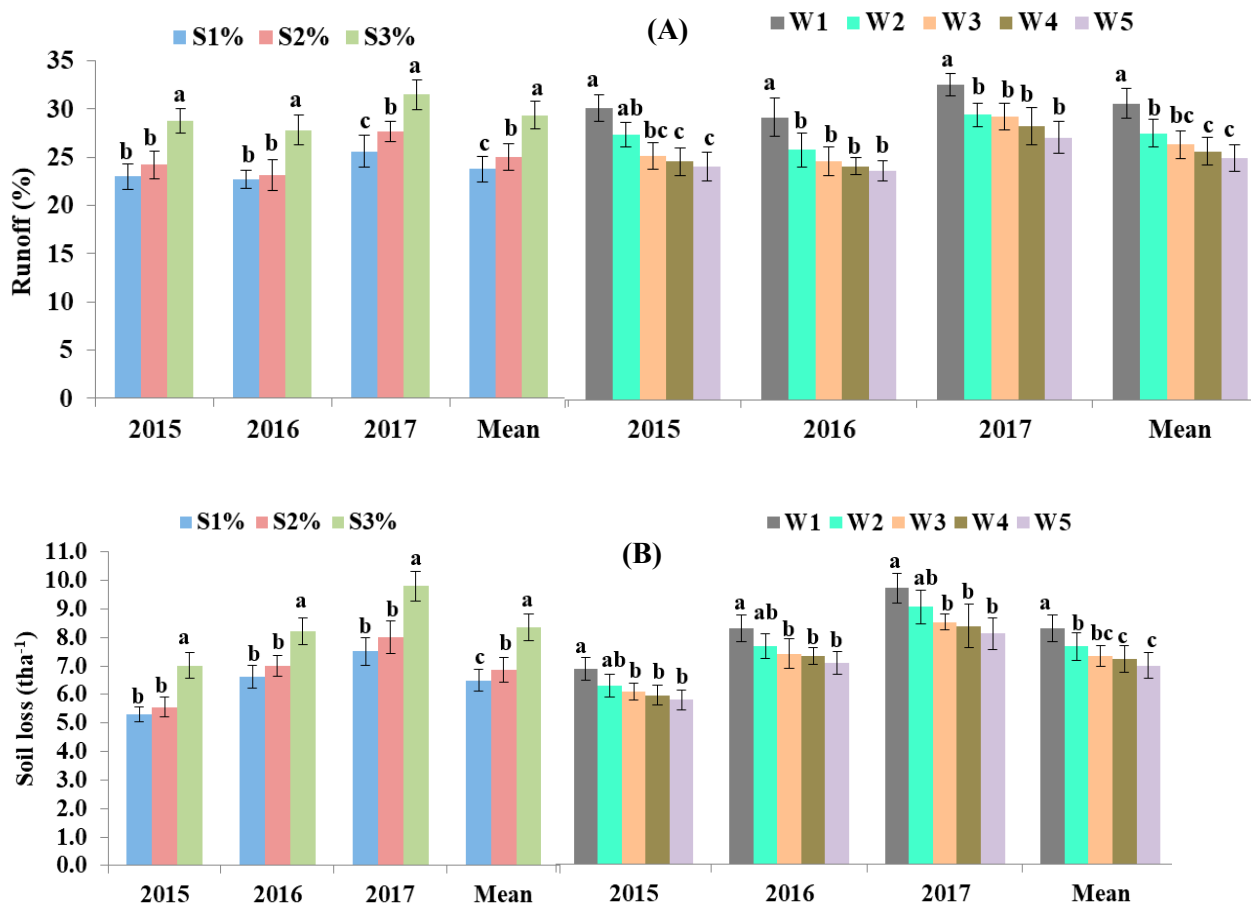 S1% S2% S3% (A) W1 W2 W3 W4 W5
Runoff (%)
35
30
25
20
15
10
5
0
b b a b b a c b a c b a a ab bc c c a b b b b a b b b b a b bc c c
2015 2016 2017 Mean 2015 2016 2017 Mean
S1% S2% S3% (B) W1 W2 W3 W4 W5
Soil loss (tha⁻¹)
11.0
10.0
9.0
8.0
7.0
6.0
5.0
4.0
3.0
2.0
1.0
0.0
b b a b b a b b a c b a a ab b b b a ab b b b a ab b b b a b bc c c
2015 2016 2017 Mean 2015 2016 2017 Mean